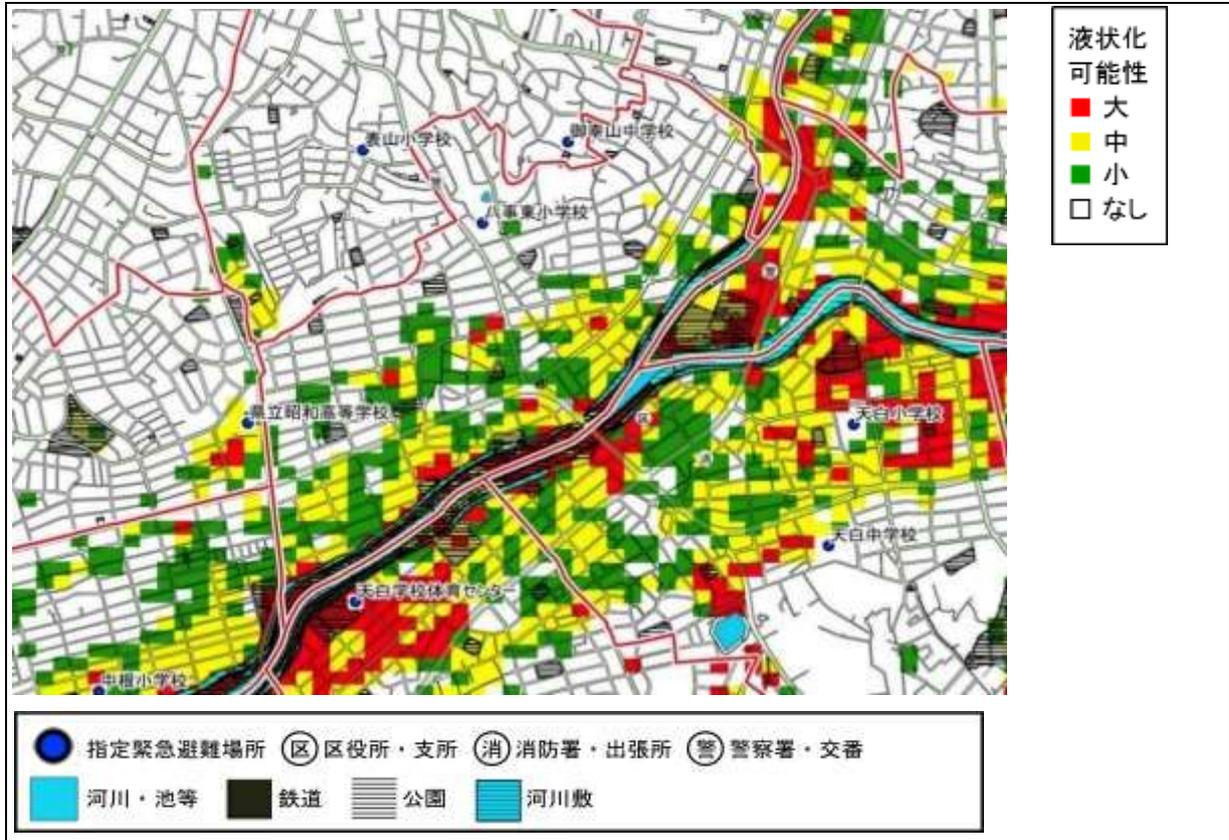 液状化
可能性
大
中
小
なし
表山小学校
御幸山中学校
八事東小学校
警
県立昭和高等学校
区
天白小学校
消
天白中学校
天白学校体育センター
中根小学校
指定緊急避難場所 区 区役所・支所 消 消防署・出張所 警 警察署・交番
河川・池等 鉄道 公園 河川敷